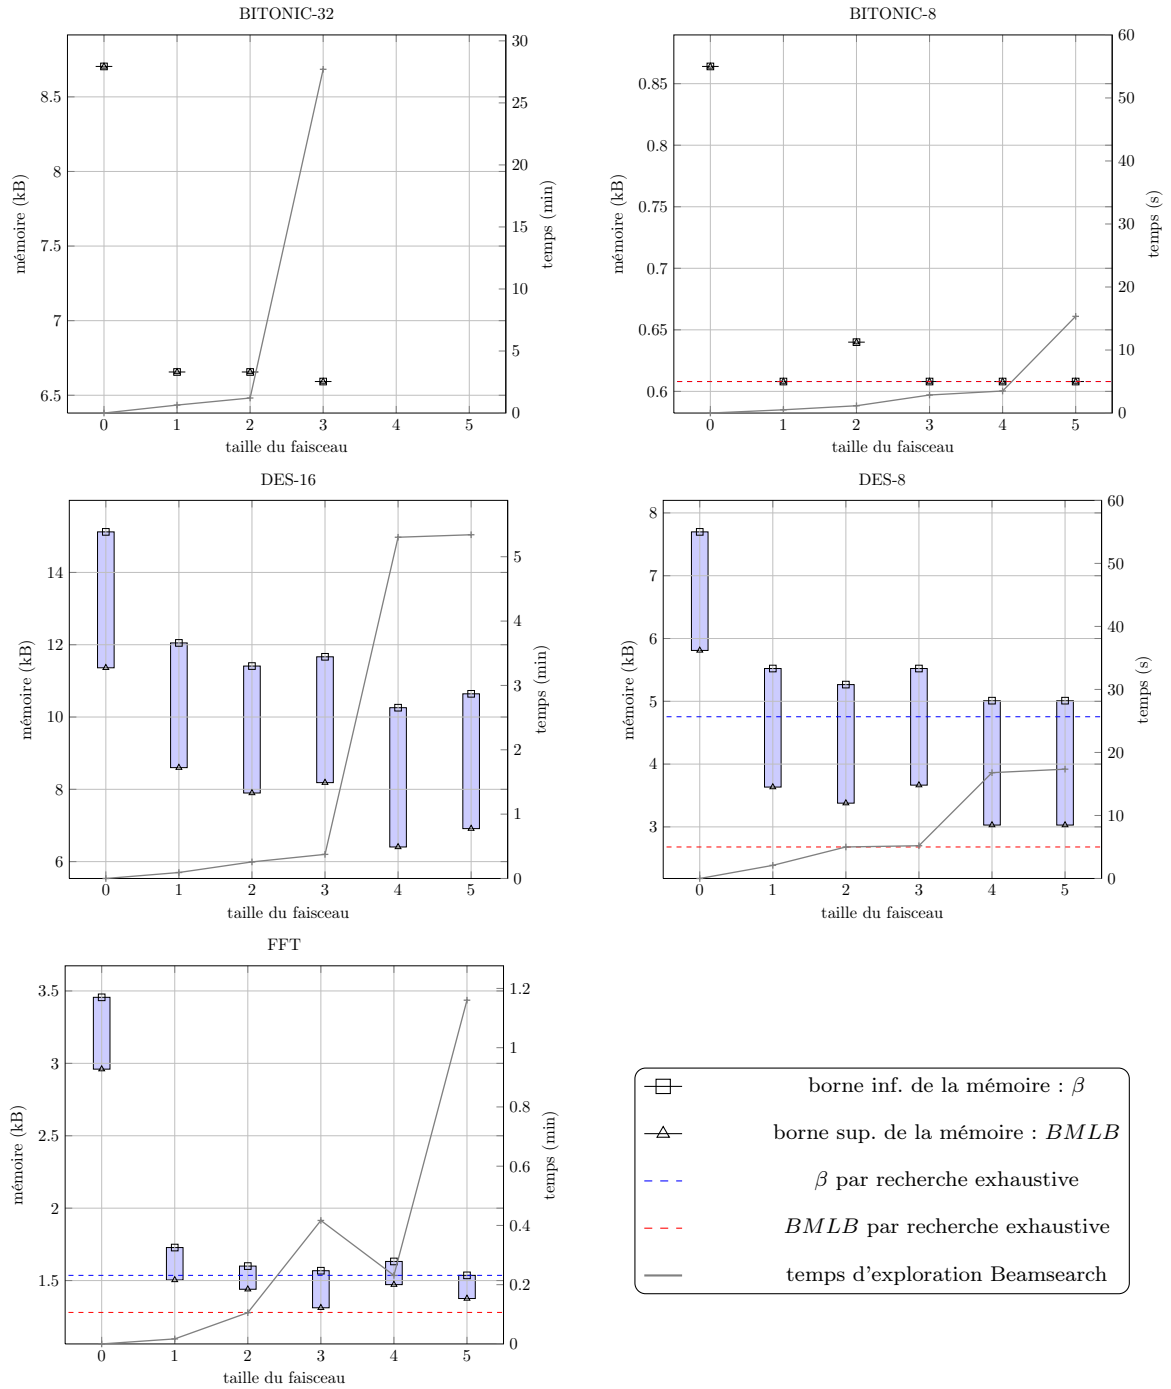 BITONIC-32
8.5
8
7.5
7
6.5
mémoire (kB)
30
25
20
15
10
5
0
temps (min)
0 1 2 3 4 5
taille du faisceau
BITONIC-8
0.85
0.8
0.75
0.7
0.65
0.6
mémoire (kB)
60
50
40
30
20
10
0
temps (s)
0 1 2 3 4 5
taille du faisceau
DES-16
14
12
10
8
6
mémoire (kB)
5
4
3
2
1
0
temps (min)
0 1 2 3 4 5
taille du faisceau
DES-8
8
7
6
5
4
3
mémoire (kB)
60
50
40
30
20
10
0
temps (s)
0 1 2 3 4 5
taille du faisceau
FFT
3.5
3
2.5
2
1.5
mémoire (kB)
1.2
1
0.8
0.6
0.4
0.2
0
temps (min)
0 1 2 3 4 5
taille du faisceau
borne inf. de la mémoire : β
borne sup. de la mémoire : BMLB
β par recherche exhaustive
BMLB par recherche exhaustive
temps d'exploration Beamsearch